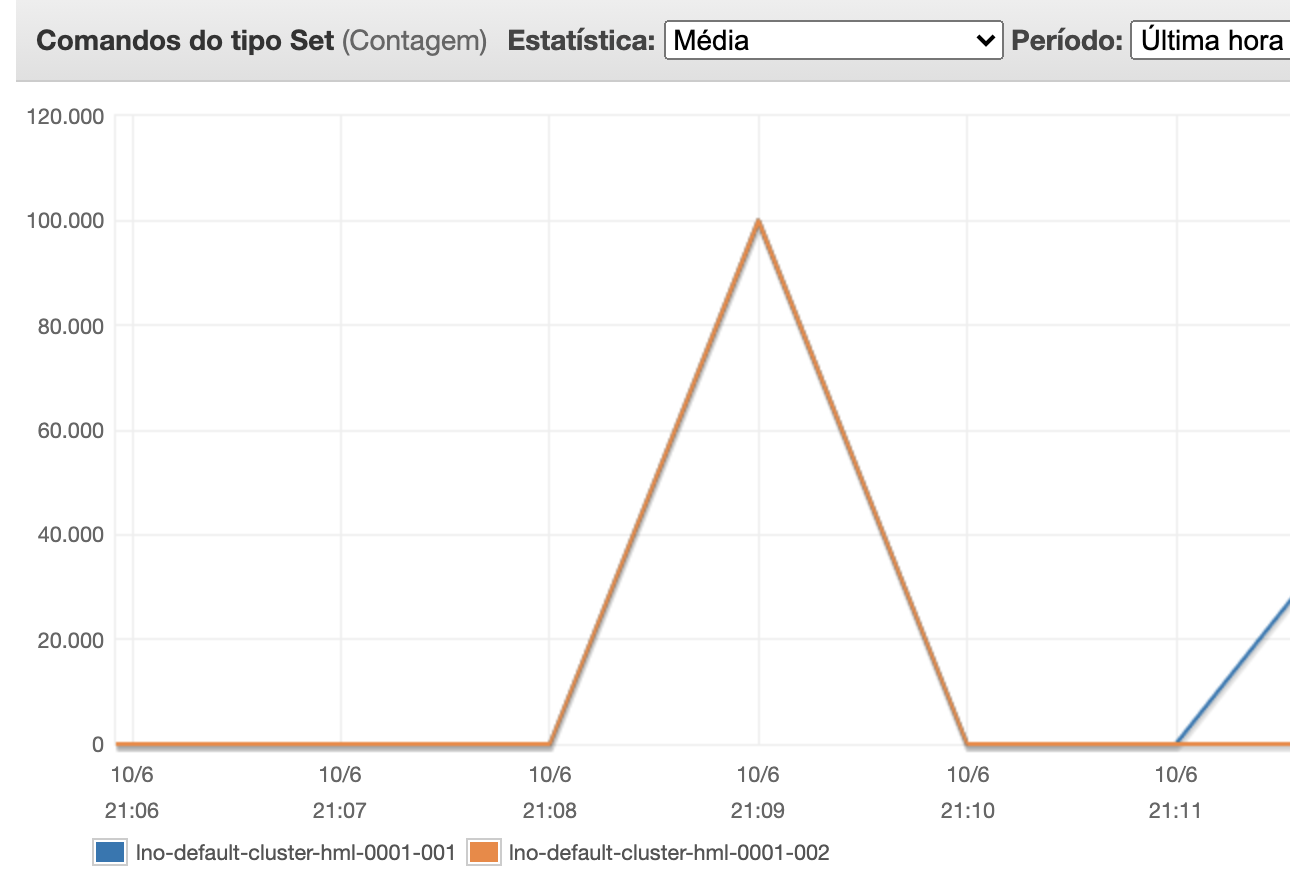 Comandos do tipo Set (Contagem) Estatística: Média Período: Última hora
120.000
100.000
80.000
60.000
40.000
20.000
0
10/6 10/6 10/6 10/6 10/6 10/6
21:06 21:07 21:08 21:09 21:10 21:11
lno-default-cluster-hml-0001-001 lno-default-cluster-hml-0001-002